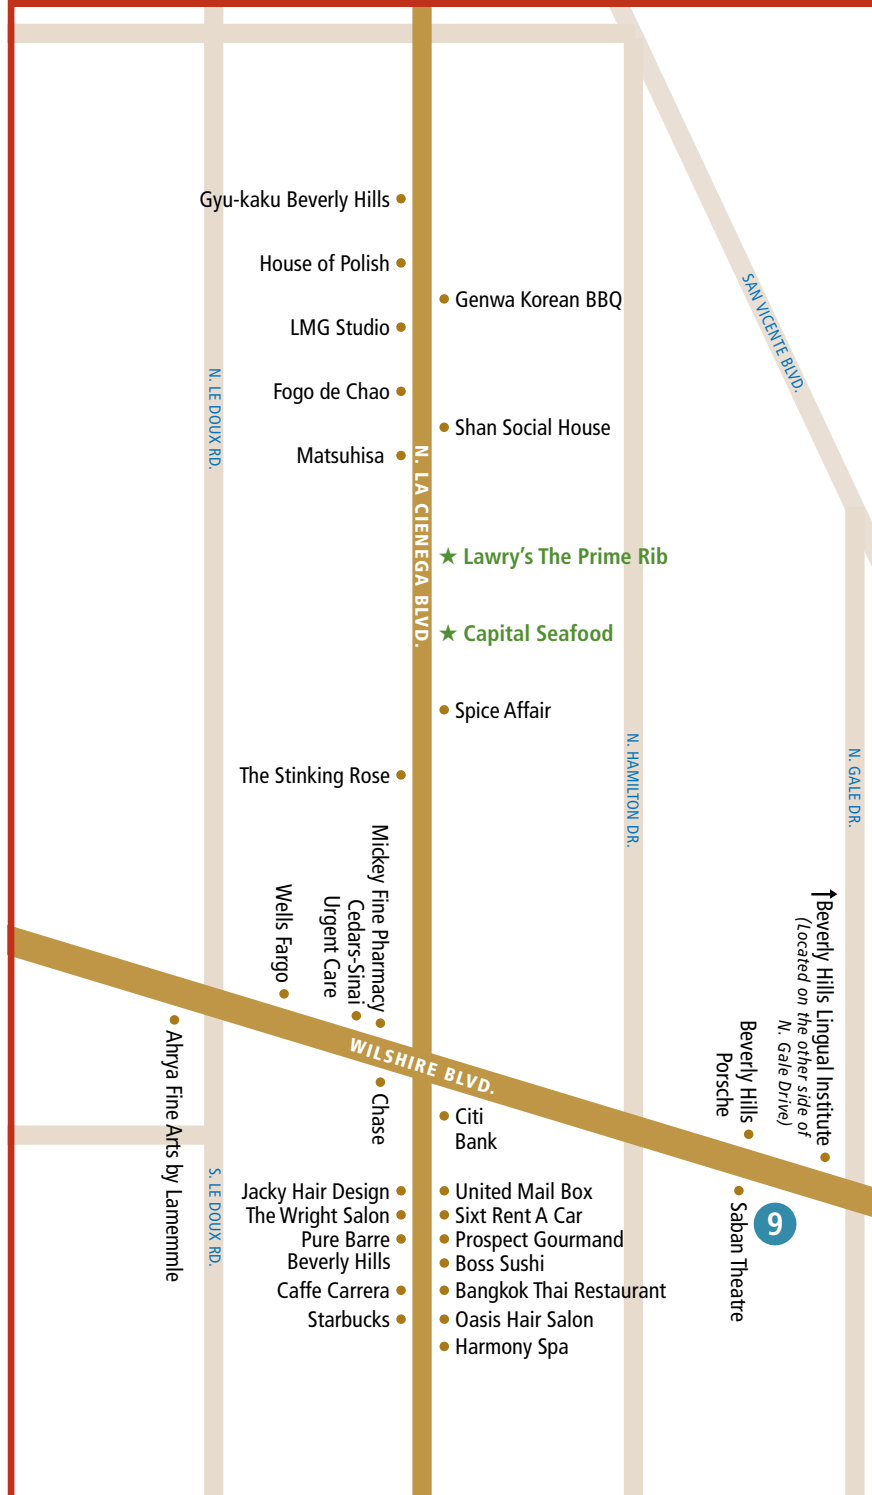 Gyu-kaku Beverly Hills
House of Polish
Genwa Korean BBQ
SAN VICENTE BLVD.
LMG Studio
N. LE DOUX RD.
Fogo de Chao
Shan Social House
Matsuhisa
N. LA CIENEGA BLVD.
★ Lawry's The Prime Rib
★ Capital Seafood
Spice Affair
N. HAMILTON DR.
N. GALE DR.
The Stinking Rose
Mickey Fine Pharmacy
Cedars-Sinai
Urgent Care
Wells Fargo
Beverly Hills Lingual Institute
(Located on the other side of
N. Gale Drive)
Beverly Hills
Porsche
WILSHIRE BLVD.
Ahrya Fine Arts by Lamemmle
Chase
Citi
Bank
S. LE DOUX RD.
Saban Theatre
9
Jacky Hair Design
The Wright Salon
Pure Barre
Beverly Hills
Caffe Carrera
Starbucks
United Mail Box
Sixt Rent A Car
Prospect Gourmand
Boss Sushi
Bangkok Thai Restaurant
Oasis Hair Salon
Harmony Spa